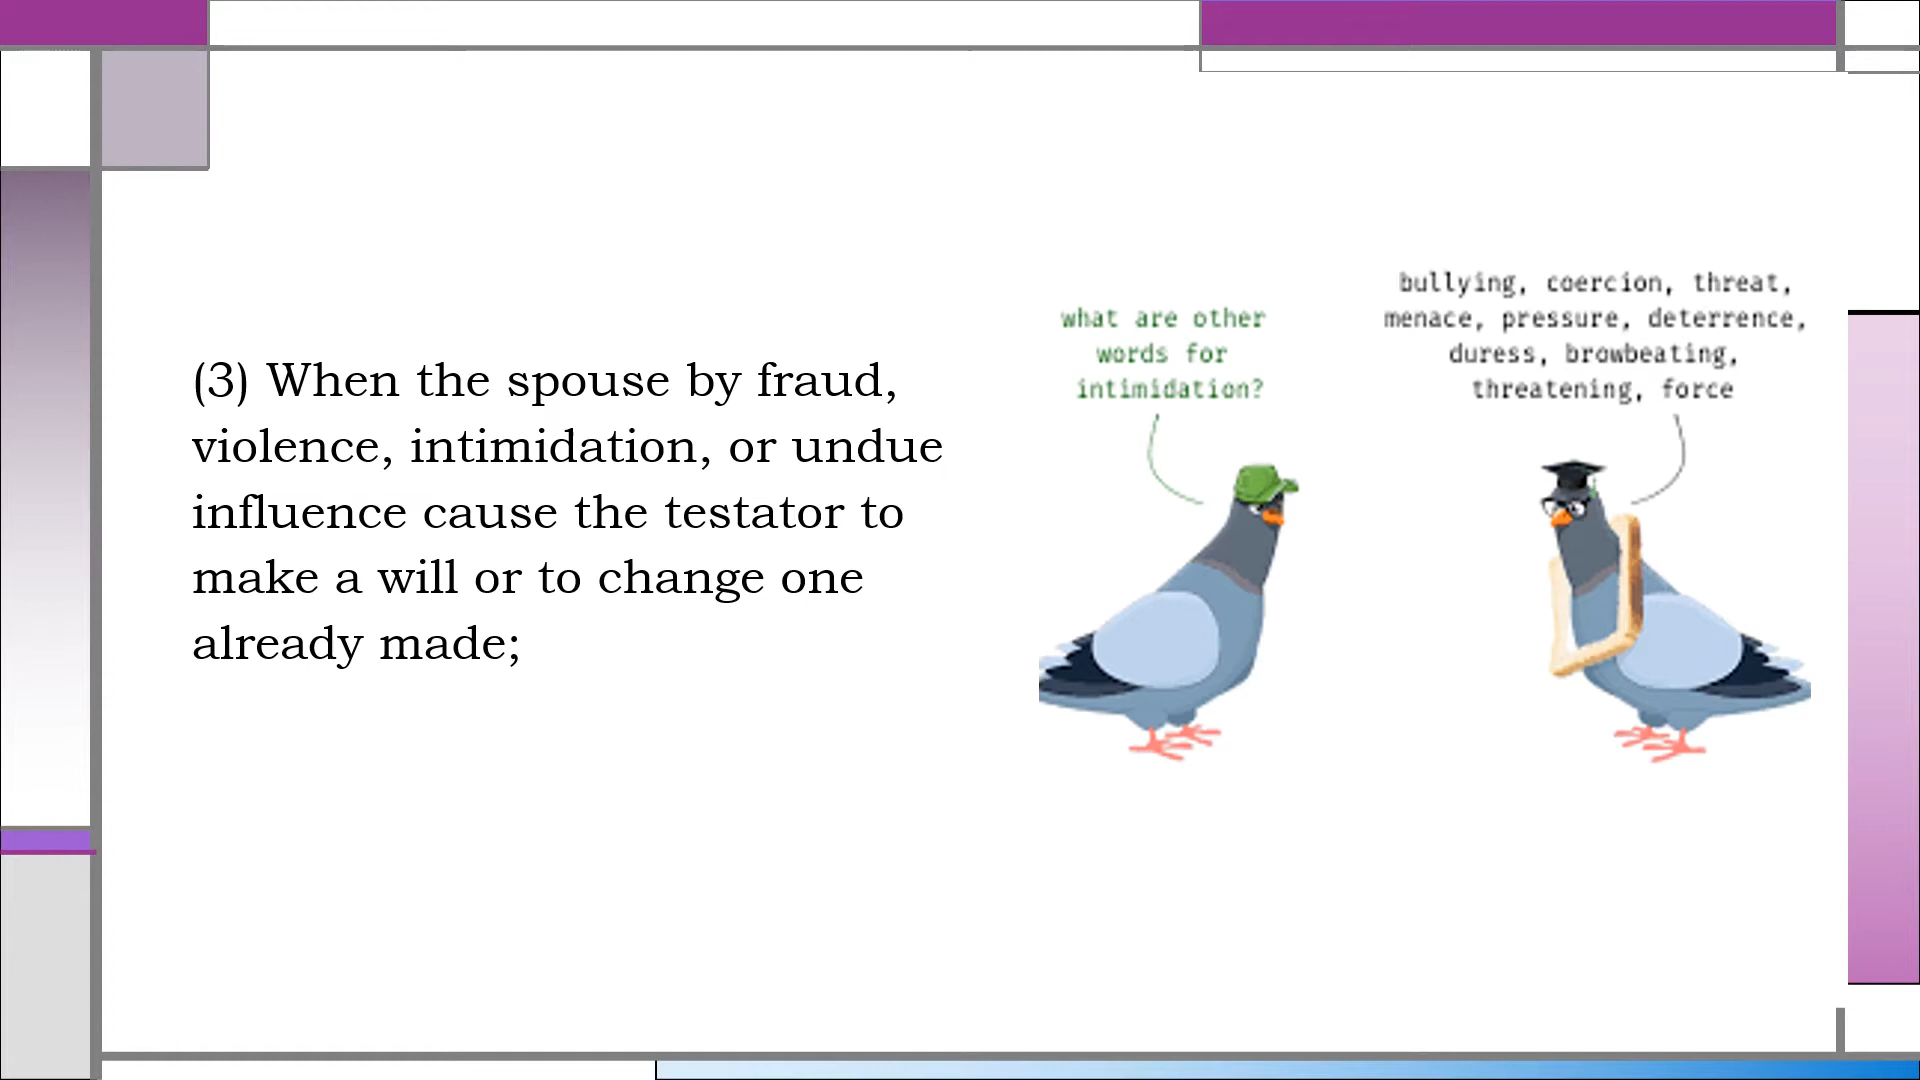 (3) When the spouse by fraud,
violence, intimidation, or undue
influence cause the testator to
make a will or to change one
already made;
what are other
words for
intimidation?
bullying, coercion, threat,
menace, pressure, deterrence,
duress, browbeating,
threatening, force